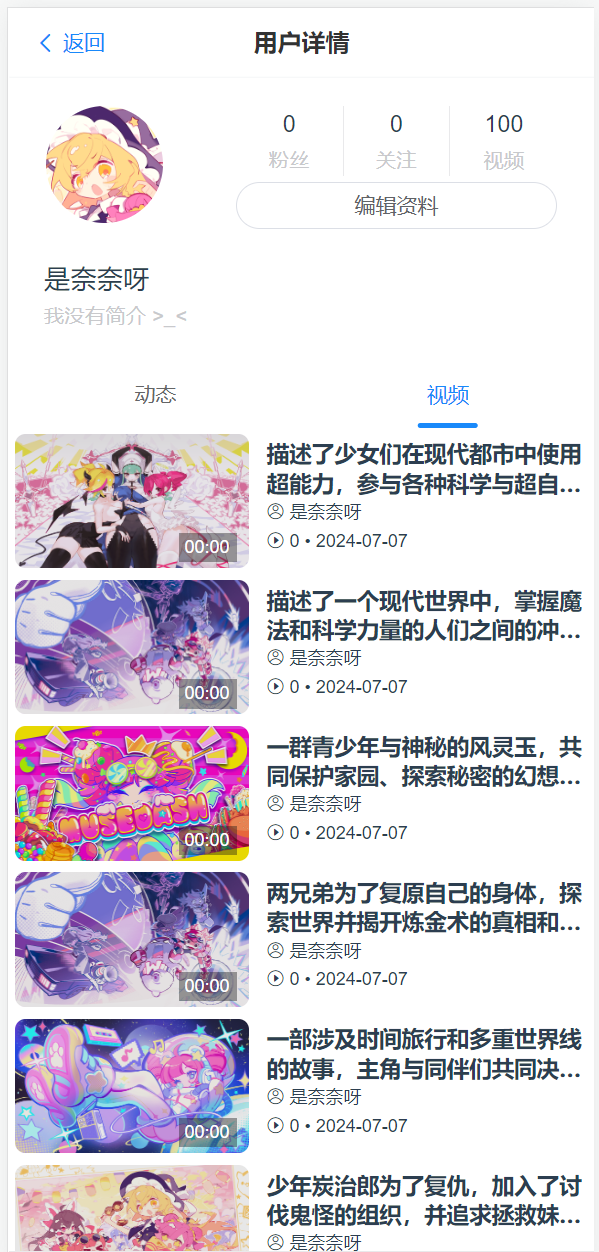 返回
用户详情
0
0
100
粉丝
关注
视频
编辑资料
是奈奈呀
我没有简介 >_<
动态
视频
00:00
描述了少女们在现代都市中使用
超能力，参与各种科学与超自...
是奈奈呀
0 • 2024-07-07
00:00
描述了一个现代世界中，掌握魔
法和科学力量的人们之间的冲...
是奈奈呀
0 • 2024-07-07
MUSEDASH
00:00
一群青少年与神秘的风灵玉，共
同保护家园、探索秘密的幻想...
是奈奈呀
0 • 2024-07-07
00:00
两兄弟为了复原自己的身体，探
索世界并揭开炼金术的真相和...
是奈奈呀
0 • 2024-07-07
00:00
一部涉及时间旅行和多重世界线
的故事，主角与同伴们共同决...
是奈奈呀
0 • 2024-07-07
少年炭治郎为了复仇，加入了讨
伐鬼怪的组织，并追求拯救妹...
是奈奈呀